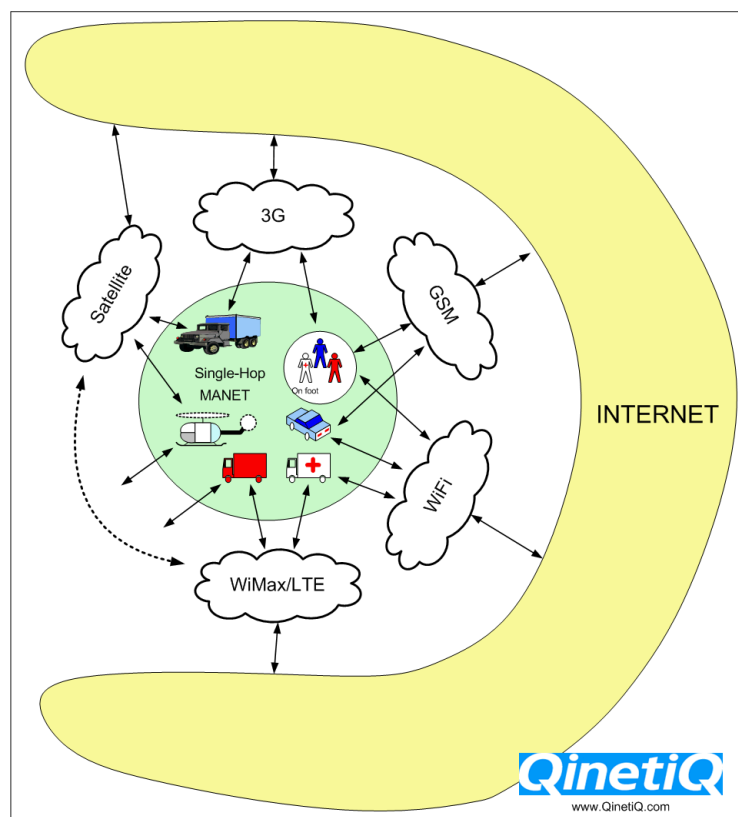 3G
Satellite
GSM
Single-Hop
MANET
On foot
INTERNET
WiFi
WiMax/LTE
QinetiQ
www.QinetiQ.com